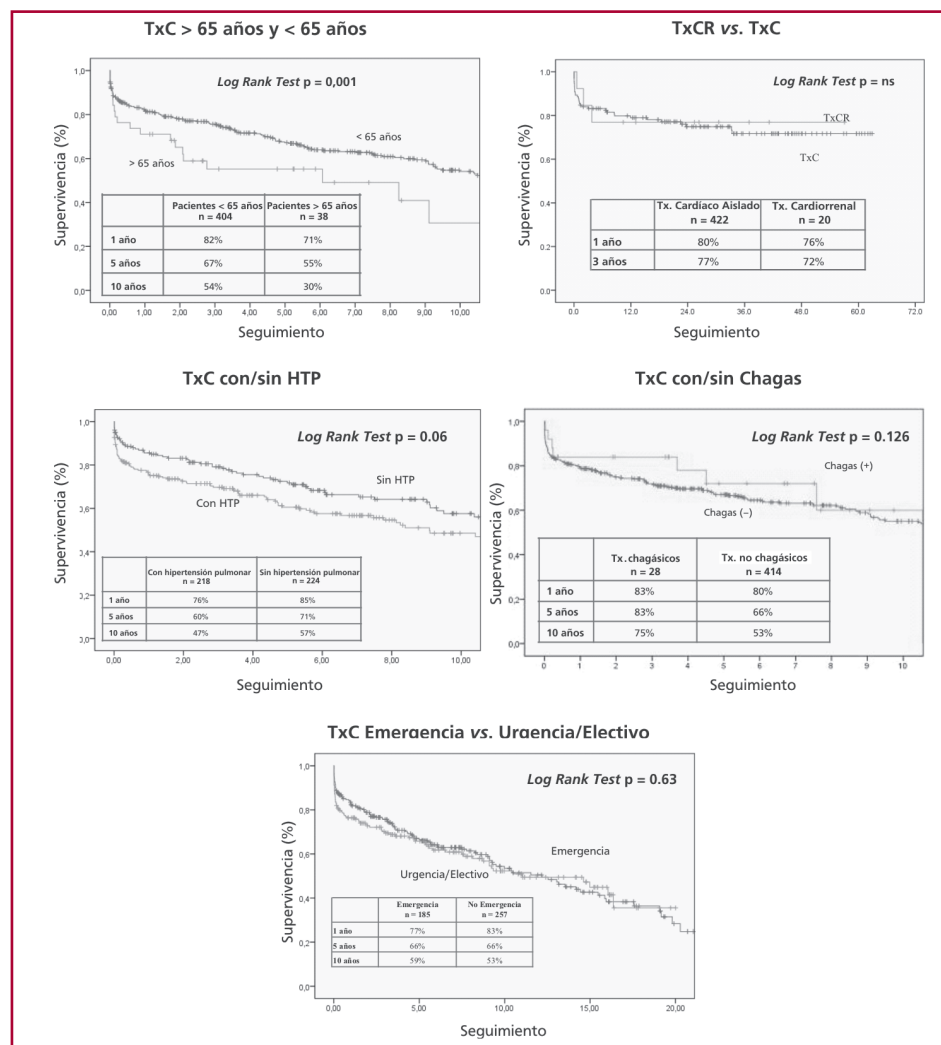 TxC > 65 años y < 65 años
Log Rank Test p = 0,001
Supervivencia (%)
1,0
0,8
0,6
0,4
0,2
0,0
< 65 años
> 65 años
Pacientes < 65 años n = 404 Pacientes > 65 años n = 38
1 año 82% 71%
5 años 67% 55%
10 años 54% 30%
0,00 1,00 2,00 3,00 4,00 5,00 6,00 7,00 8,00 9,00 10,00
Seguimiento
TxCR vs. TxC
Log Rank Test p = ns
Supervivencia (%)
1.0
0.8
0.6
0.4
0.2
0.0
TxCR
TxC
Tx. Cardíaco Aislado n = 422 Tx. Cardiorrenal n = 20
1 año 80% 76%
3 años 77% 72%
0.0 12.0 24.0 36.0 48.0 60.0 72.0
Seguimiento
TxC con/sin HTP
Log Rank Test p = 0.06
Supervivencia (%)
1,0
0,8
0,6
0,4
0,2
0,0
Sin HTP
Con HTP
Con hipertensión pulmonar n = 218 Sin hipertensión pulmonar n = 224
1 año 76% 85%
5 años 60% 71%
10 años 47% 57%
0,00 2,00 4,00 6,00 8,00 10,00
Seguimiento
TxC con/sin Chagas
Log Rank Test p = 0.126
Supervivencia (%)
1,0
0,8
0,6
0,4
0,2
0,0
Chagas (+)
Chagas (–)
Tx. chagásicos n = 28 Tx. no chagásicos n = 414
1 año 83% 80%
5 años 83% 66%
10 años 75% 53%
0 1 2 3 4 5 6 7 8 9 10
Seguimiento
TxC Emergencia vs. Urgencia/Electivo
Log Rank Test p = 0.63
Supervivencia (%)
1,0
0,8
0,6
0,4
0,2
0,0
Emergencia
Urgencia/Electivo
Emergencia n = 185 No Emergencia n = 257
1 año 77% 83%
5 años 66% 66%
10 años 59% 53%
0,00 5,00 10,00 15,00 20,00
Seguimiento